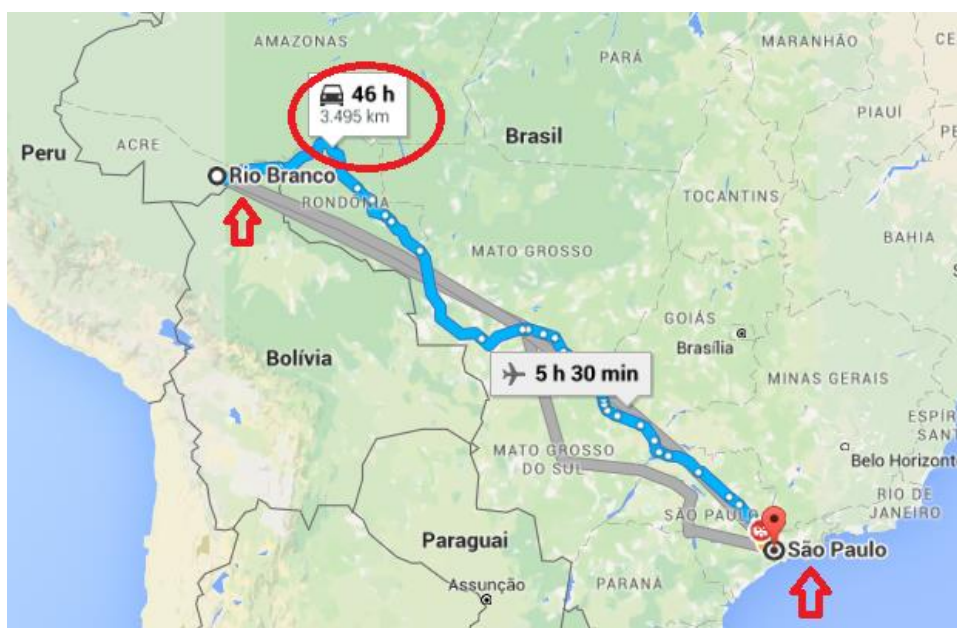 AMAZONAS
PARÁ
MARANHÃO
CE
46 h
3.495 km
PIAUÍ
PE
Brasil
Peru
ACRE
Rio Branco
RONDÔNIA
TOCANTINS
BAHIA
S
MATO GROSSO
GOIÁS
Brasília
Bolívia
5 h 30 min
MINAS GERAIS
ESPÍR
SANT
MATO GROSSO
DO SUL
Belo Horizont
RIO DE
JANEIRO
SÃO PAULO
São Paulo
Paraguai
Assunção
PARANÁ